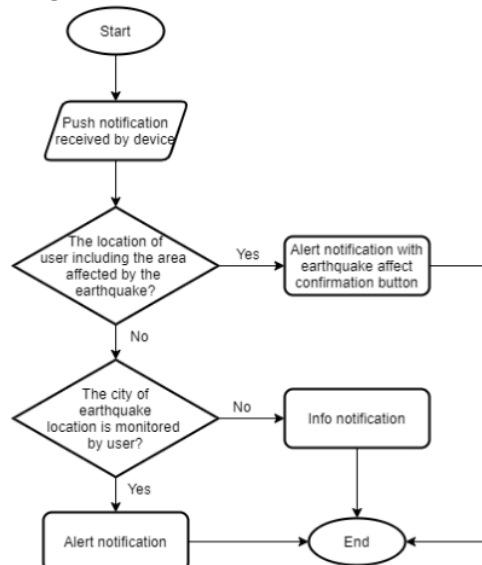 Start
Push notification
received by device
The location of
user including the area
affected by the
earthquake?
Yes
Alert notification with
earthquake affect
confirmation button
No
The city of
earthquake
location is monitored
by user?
No
Info notification
Yes
Alert notification
End